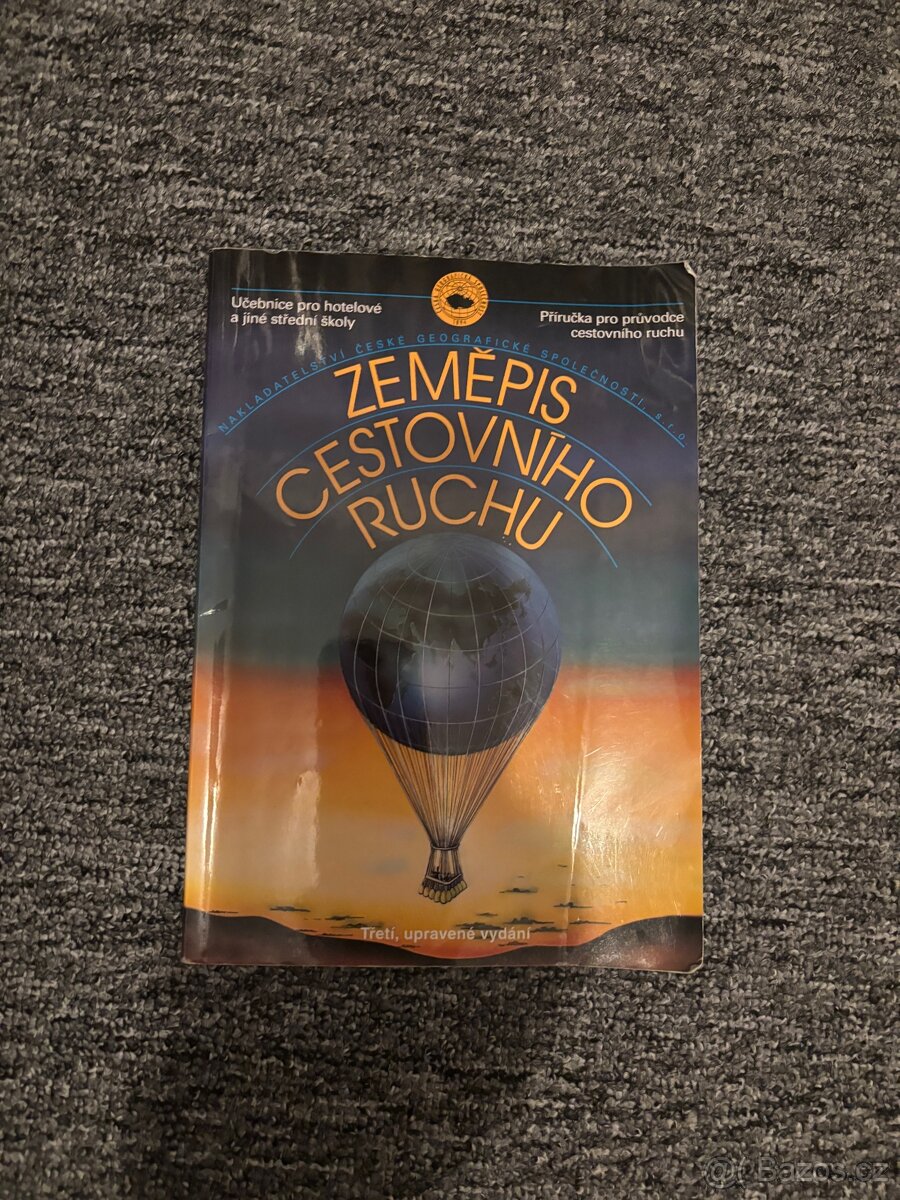 Učebnice pro hotelové
a jiné střední školy
Příručka pro průvodce
cestovního ruchu
NAKLADATELSTVÍ ČESKÉ GEOGRAFICKÉ SPOLEČNOSTI, s.r.o.
ZEMĚPIS
CESTOVNÍHO
RUCHU
Třetí, upravené vydání
Bazos.cz